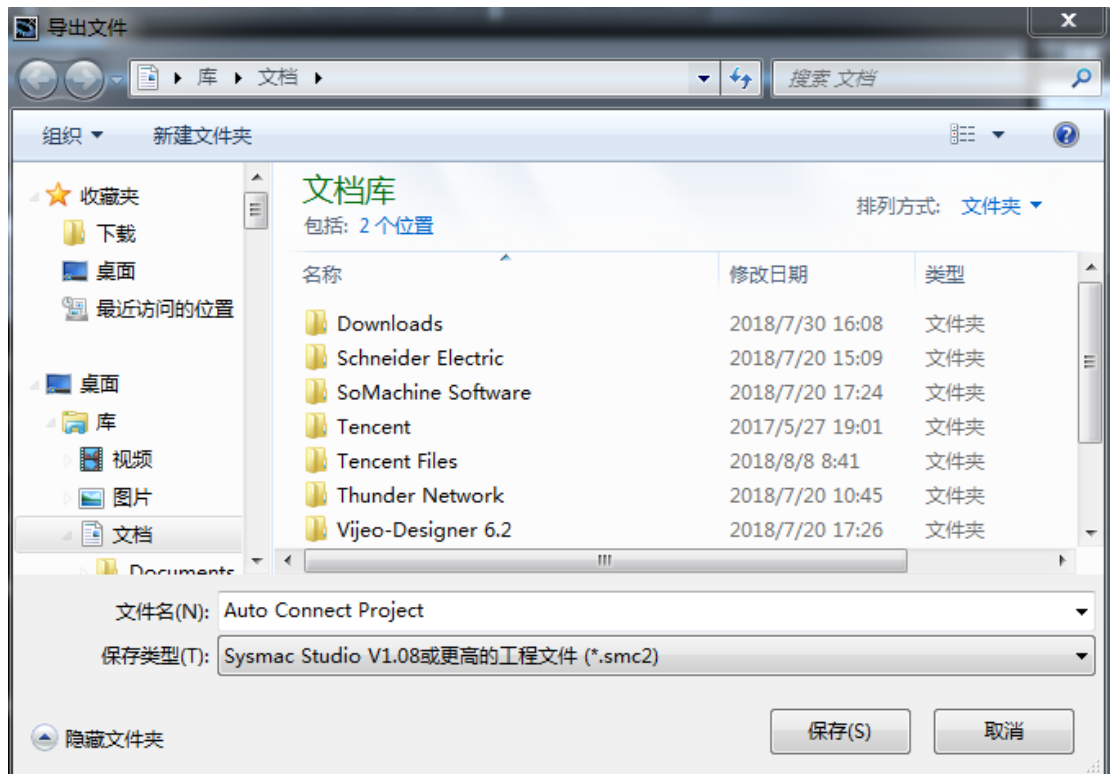 导出文件
库 文档
搜索 文档
组织 新建文件夹
收藏夹
下载
桌面
最近访问的位置
桌面
库
视频
图片
文档
Documents
文档库
包括: 2 个位置
排列方式: 文件夹
名称 修改日期 类型
Downloads 2018/7/30 16:08 文件夹
Schneider Electric 2018/7/20 15:09 文件夹
SoMachine Software 2018/7/20 17:24 文件夹
Tencent 2017/5/27 19:01 文件夹
Tencent Files 2018/8/8 8:41 文件夹
Thunder Network 2018/7/20 10:45 文件夹
Vijeo-Designer 6.2 2018/7/20 17:26 文件夹
文件名(N): Auto Connect Project
保存类型(T): Sysmac Studio V1.08或更高的工程文件 (*.smc2)
隐藏文件夹 保存(S) 取消